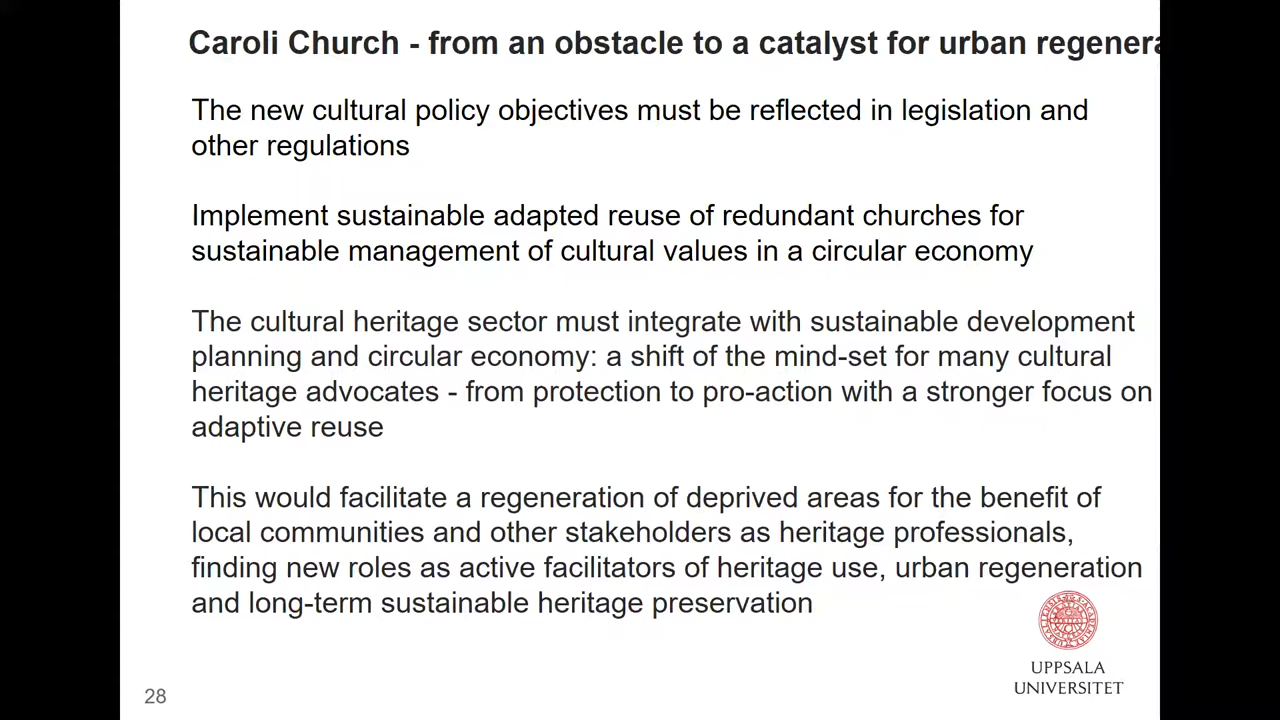 Caroli Church - from an obstacle to a catalyst for urban regenera
The new cultural policy objectives must be reflected in legislation and
other regulations
Implement sustainable adapted reuse of redundant churches for
sustainable management of cultural values in a circular economy
The cultural heritage sector must integrate with sustainable development
planning and circular economy: a shift of the mind-set for many cultural
heritage advocates - from protection to pro-action with a stronger focus on
adaptive reuse
This would facilitate a regeneration of deprived areas for the benefit of
local communities and other stakeholders as heritage professionals,
finding new roles as active facilitators of heritage use, urban regeneration
and long-term sustainable heritage preservation
UPPSALA
UNIVERSITET
28